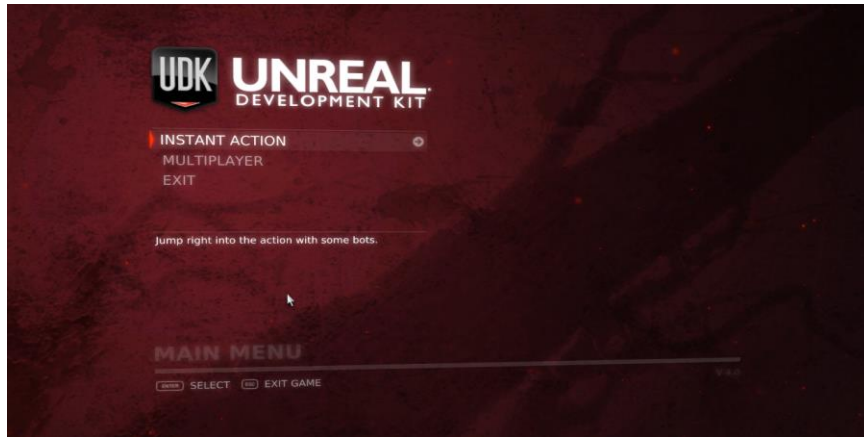 UDK UNREAL
DEVELOPMENT KIT
INSTANT ACTION
MULTIPLAYER
EXIT
Jump right into the action with some bots.
MAIN MENU
ENTER SELECT ESC EXIT GAME